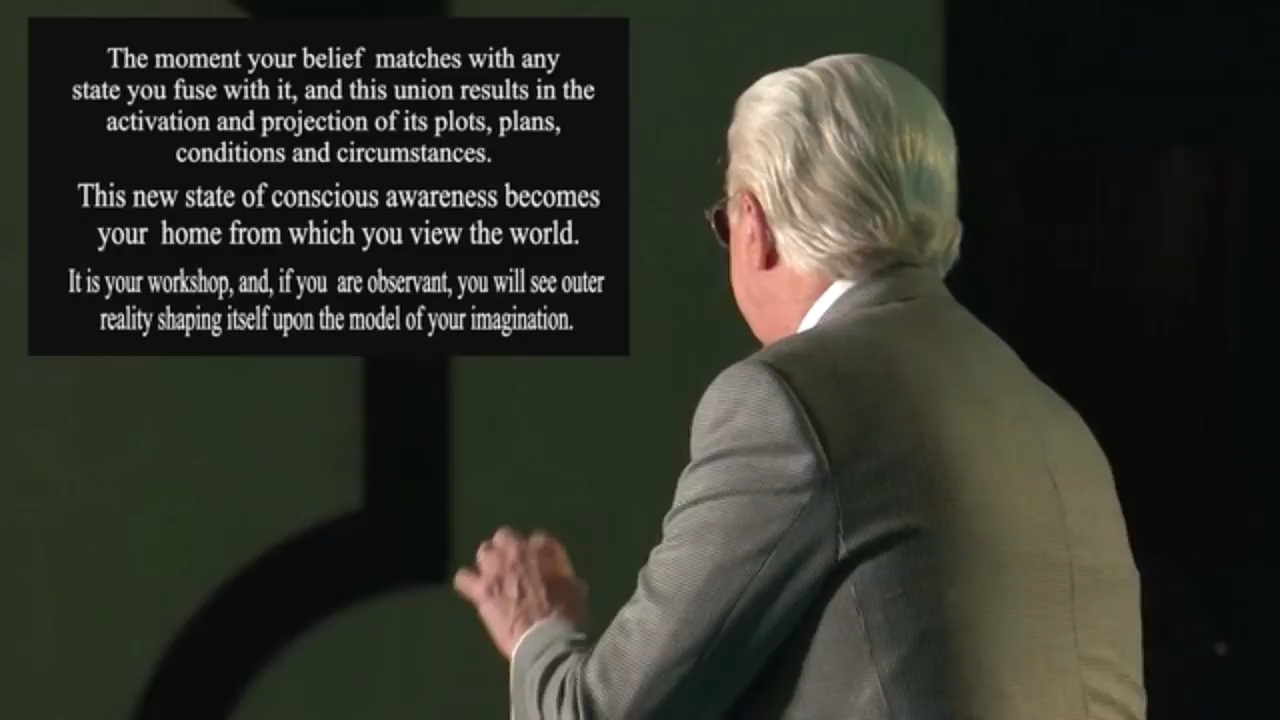 The moment your belief matches with any
state you fuse with it, and this union results in the
activation and projection of its plots, plans,
conditions and circumstances.
This new state of conscious awareness becomes
your home from which you view the world.
It is your workshop, and, if you are observant, you will see outer
reality shaping itself upon the model of your imagination.